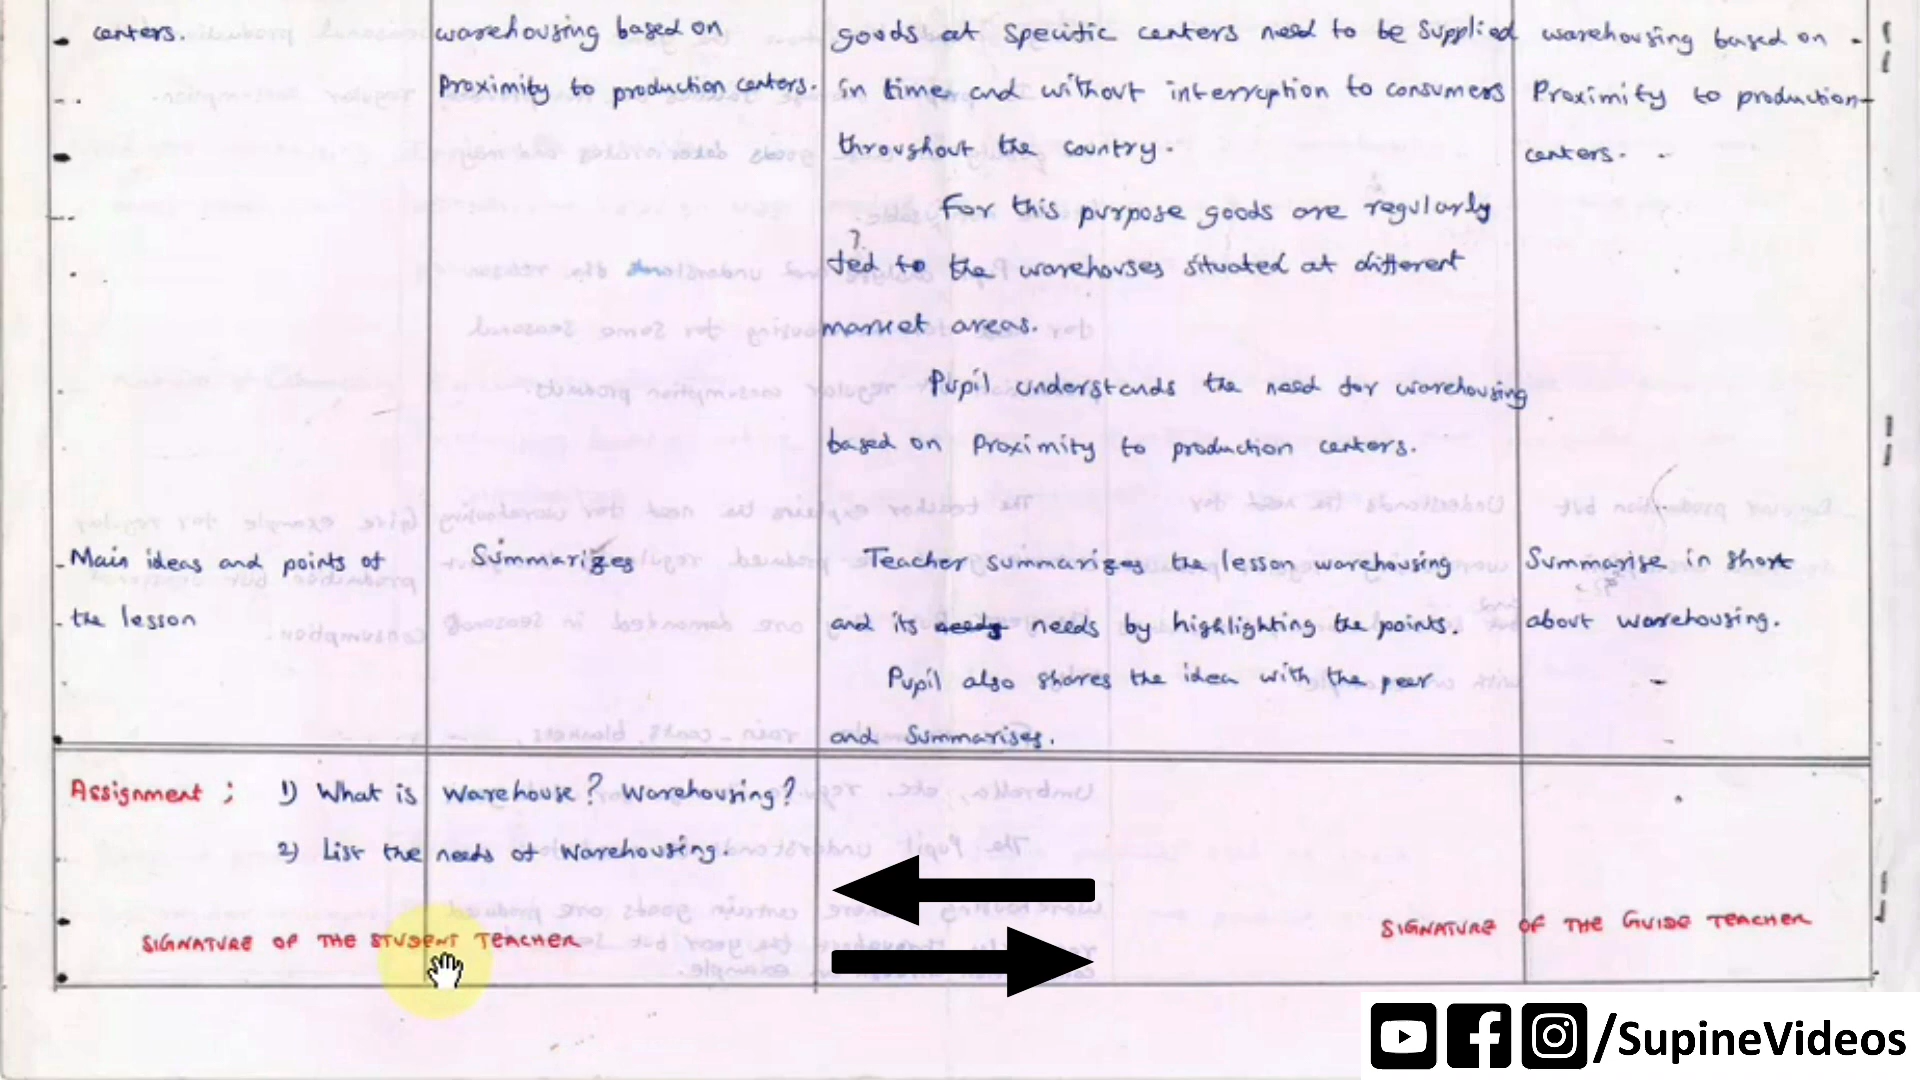 centers.
warehousing based on
Proximity to production centers.
goods at specific centers need to be supplied
in time and without interruption to consumers
throughout the country.
For this purpose goods are regularly
fed to the warehouses situated at different
market areas.
Pupil understands the need for warehousing
based on Proximity to production centers.
warehousing based on
Proximity to production
centers.
Main ideas and points of
the lesson
Summarizes
Teacher summarizes the lesson warehousing
and its needs by highlighting the points.
Pupil also shares the idea with the peer
and Summarises.
Summarise in short
about warehousing.
Assignment ; 1) What is warehouse? Warehousing?
2) List the needs of warehousing.
SIGNATURE OF THE STUDENT TEACHER
SIGNATURE OF THE GUIDE TEACHER
/SupineVideos